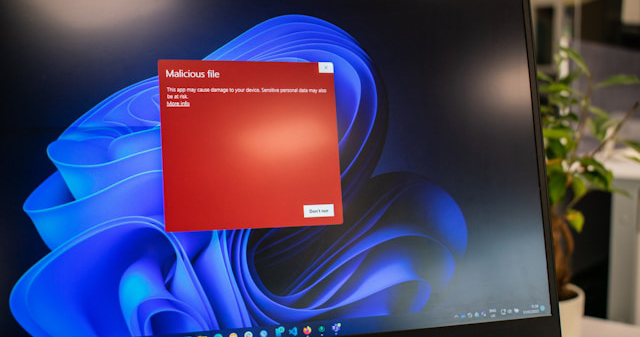 Malicious file
This app may cause damage to your device. Sensitive personal data may also
be at risk.
More info
Don't run